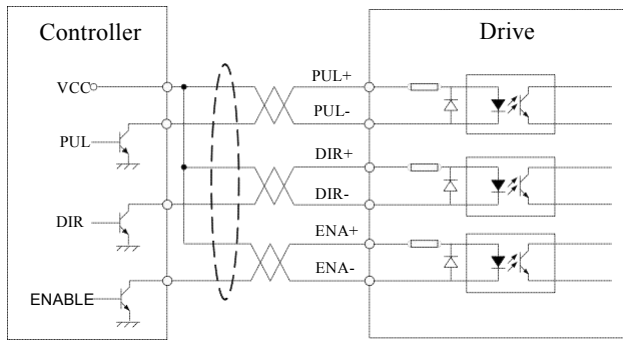 Controller
Drive
VCC
PUL+
PUL-
PUL
DIR+
DIR-
DIR
ENA+
ENA-
ENABLE